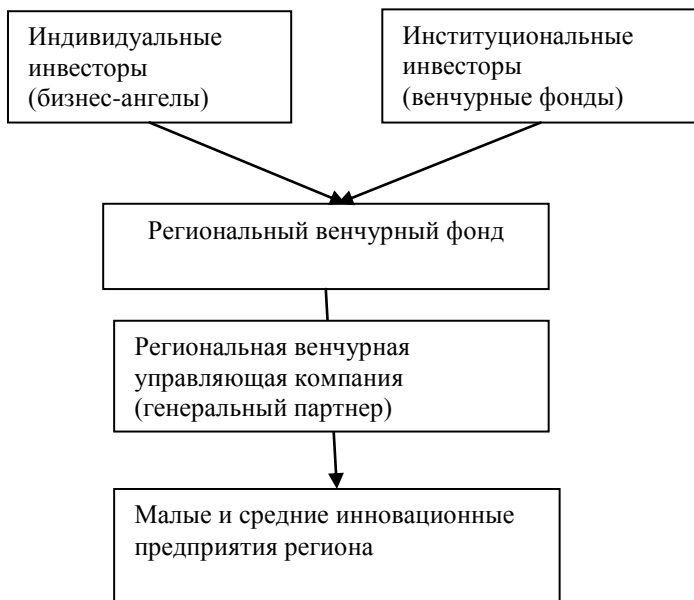 Индивидуальные
инвесторы
(бизнес-ангелы)
Институциональные
инвесторы
(венчурные фонды)
Региональный венчурный фонд
Региональная венчурная
управляющая компания
(генеральный партнер)
Малые и средние инновационные
предприятия региона